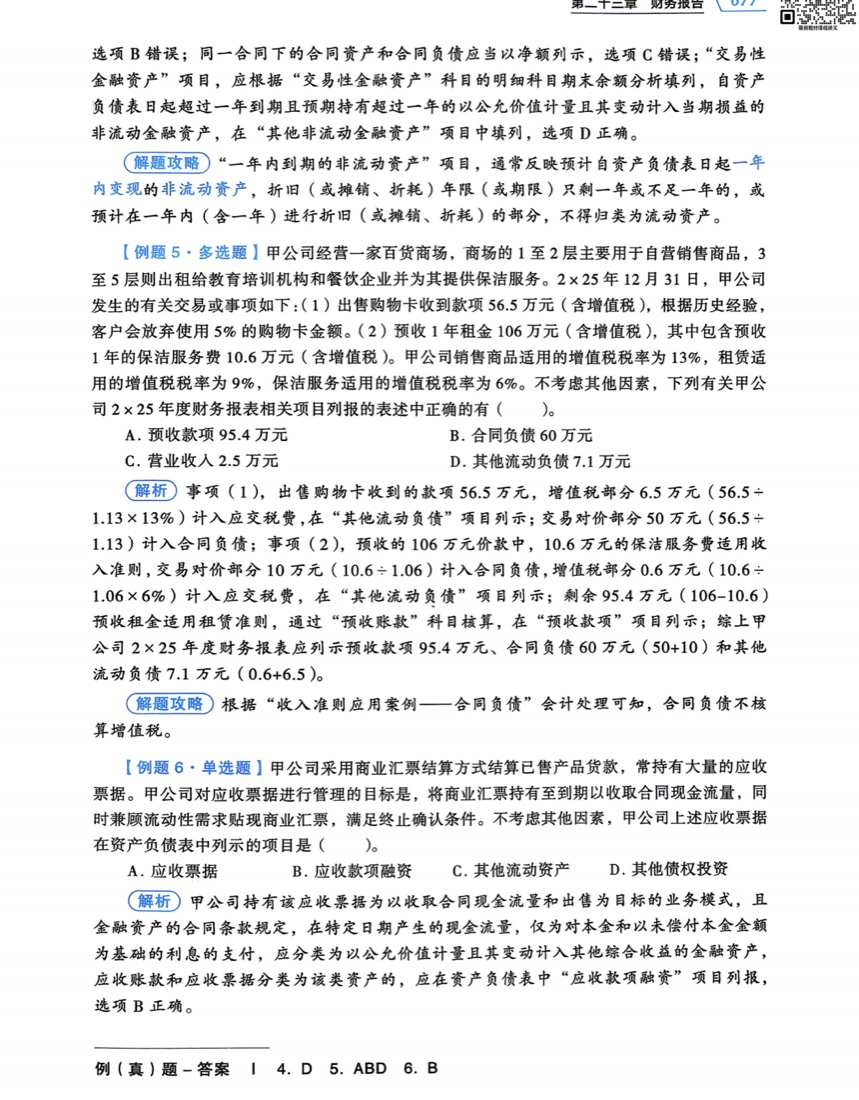 第二十三章 财务报告 677
选项 B 错误；同一合同下的合同资产和合同负债应当以净额列示，选项 C 错误；“交易性
金融资产”项目，应根据“交易性金融资产”科目的明细科目期末余额分析填列，自资产
负债表日起超过一年到期且预期持有超过一年的以公允价值计量且其变动计入当期损益的
非流动金融资产，在“其他非流动金融资产”项目中填列，选项 D 正确。
解题攻略 “一年内到期的非流动资产”项目，通常反映预计自资产负债表日起一年
内变现的非流动资产，折旧（或摊销、折耗）年限（或期限）只剩一年或不足一年的，或
预计在一年内（含一年）进行折旧（或摊销、折耗）的部分，不得归类为流动资产。
【例题 5·多选题】甲公司经营一家百货商场，商场的 1 至 2 层主要用于自营销售商品，3
至 5 层则出租给教育培训机构和餐饮企业并为其提供保洁服务。2×25 年 12 月 31 日，甲公司
发生的有关交易或事项如下：（1）出售购物卡收到款项 56.5 万元（含增值税），根据历史经验，
客户会放弃使用 5% 的购物卡金额。（2）预收 1 年租金 106 万元（含增值税），其中包含预收
1 年的保洁服务费 10.6 万元（含增值税）。甲公司销售商品适用的增值税税率为 13%，租赁适
用的增值税税率为 9%，保洁服务适用的增值税税率为 6%。不考虑其他因素，下列有关甲公
司 2×25 年度财务报表相关项目列报的表述中正确的有（　　）。
A. 预收款项 95.4 万元 B. 合同负债 60 万元
C. 营业收入 2.5 万元 D. 其他流动负债 7.1 万元
解析 事项（1），出售购物卡收到的款项 56.5 万元，增值税部分 6.5 万元（56.5÷
1.13×13%）计入应交税费，在“其他流动负债”项目列示；交易对价部分 50 万元（56.5÷
1.13）计入合同负债；事项（2），预收的 106 万元价款中，10.6 万元的保洁服务费适用收
入准则，交易对价部分 10 万元（10.6÷1.06）计入合同负债，增值税部分 0.6 万元（10.6÷
1.06×6%）计入应交税费，在“其他流动负债”项目列示；剩余 95.4 万元（106-10.6）
预收租金适用租赁准则，通过“预收账款”科目核算，在“预收款项”项目列示；综上甲
公司 2×25 年度财务报表应列示预收款项 95.4 万元、合同负债 60 万元（50+10）和其他
流动负债 7.1 万元（0.6+6.5）。
解题攻略 根据“收入准则应用案例——合同负债”会计处理可知，合同负债不核
算增值税。
【例题 6·单选题】甲公司采用商业汇票结算方式结算已售产品货款，常持有大量的应收
票据。甲公司对应收票据进行管理的目标是，将商业汇票持有至到期以收取合同现金流量，同
时兼顾流动性需求贴现商业汇票，满足终止确认条件。不考虑其他因素，甲公司上述应收票据
在资产负债表中列示的项目是（　　）。
A. 应收票据 B. 应收款项融资 C. 其他流动资产 D. 其他债权投资
解析 甲公司持有该应收票据为以收取合同现金流量和出售为目标的业务模式，且
金融资产的合同条款规定，在特定日期产生的现金流量，仅为对本金和以未偿付本金金额
为基础的利息的支付，应分类为以公允价值计量且其变动计入其他综合收益的金融资产，
应收账款和应收票据分类为该类资产的，应在资产负债表中“应收款项融资”项目列报，
选项 B 正确。
例（真）题－答案 | 4. D 5. ABD 6. B